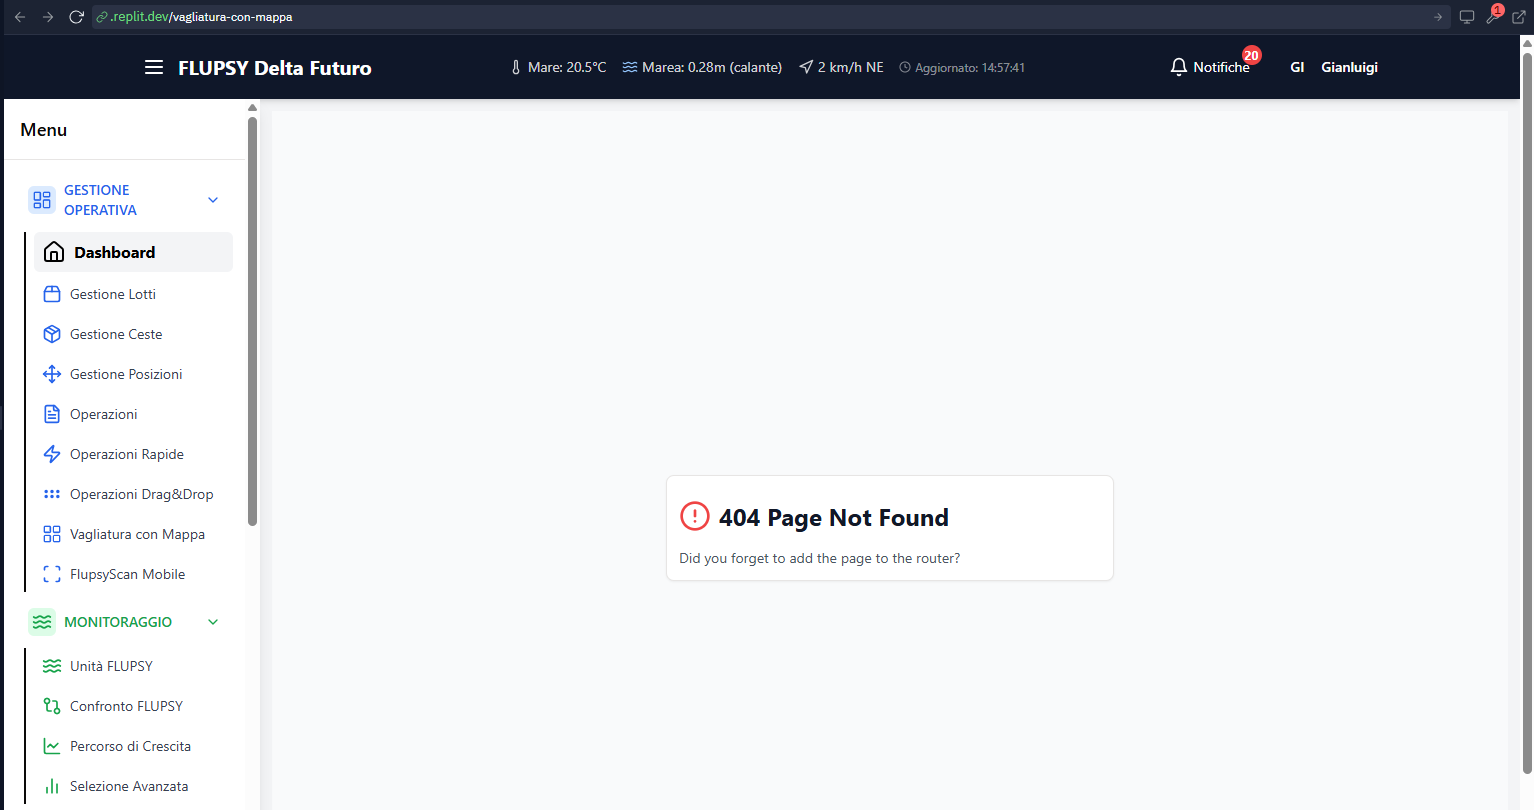 .replit.dev/vagliatura-con-mappa
1
FLUPSY Delta Futuro
Mare: 20.5°C
Marea: 0.28m (calante)
2 km/h NE
Aggiornato: 14:57:41
Notifiche
20
GI
Gianluigi
Menu
GESTIONE
OPERATIVA
Dashboard
Gestione Lotti
Gestione Ceste
Gestione Posizioni
Operazioni
Operazioni Rapide
Operazioni Drag&Drop
Vagliatura con Mappa
FlupsyScan Mobile
MONITORAGGIO
Unità FLUPSY
Confronto FLUPSY
Percorso di Crescita
Selezione Avanzata
404 Page Not Found
Did you forget to add the page to the router?